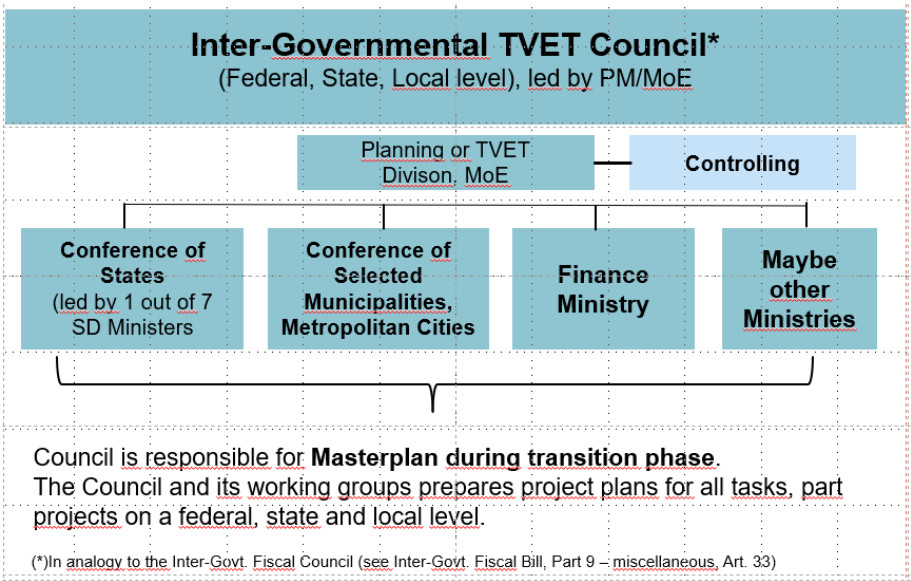 Inter-Governmental TVET Council*
(Federal, State, Local level), led by PM/MoE
Planning or TVET
Divison, MoE
Controlling
Conference of
States
(led by 1 out of 7
SD Ministers
Conference of
Selected
Municipalities,
Metropolitan Cities
Finance
Ministry
Maybe
other
Ministries
Council is responsible for Masterplan during transition phase.
The Council and its working groups prepares project plans for all tasks, part
projects on a federal, state and local level.
(*)In analogy to the Inter-Govt. Fiscal Council (see Inter-Govt. Fiscal Bill, Part 9 – miscellaneous, Art. 33)